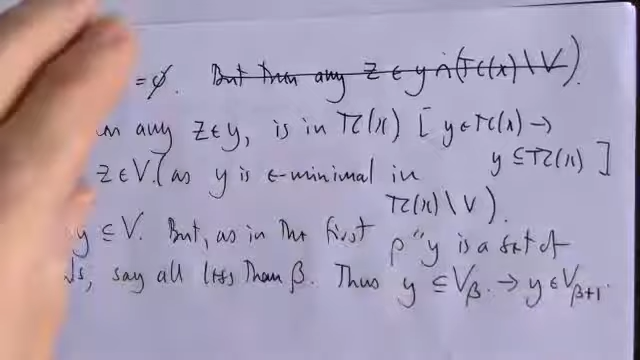 = ∅. But then any z ∈ y ∩ (TC(x) \ V).
any z∈y, is in TC(x) [ y∈TC(x) →
y ⊆ TC(x) ]
z∈V. (as y is ∈-minimal in
TC(x) \ V).
y ⊆ V. But, as in the first ρ"y is a set of
say all less than β. Thus y ⊆ V_β. → y ∈ V_β+1.